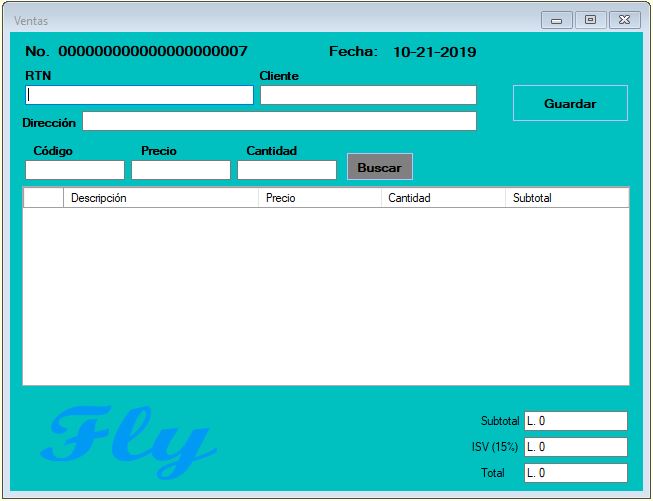 Ventas
No. 000000000000000000007 Fecha: 10-21-2019
RTN Cliente
Guardar
Dirección
Código Precio Cantidad
Buscar
Descripción Precio Cantidad Subtotal
Fly
Subtotal L. 0
ISV (15%) L. 0
Total L. 0